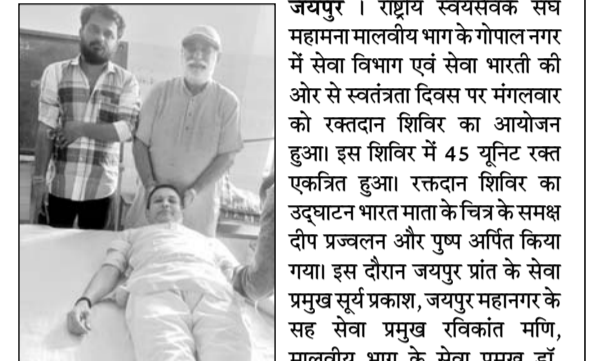 जयपुर । राष्ट्रीय स्वयंसेवक संघ
महामना मालवीय भाग के गोपाल नगर
में सेवा विभाग एवं सेवा भारती की
ओर से स्वतंत्रता दिवस पर मंगलवार
को रक्तदान शिविर का आयोजन
हुआ। इस शिविर में 45 यूनिट रक्त
एकत्रित हुआ। रक्तदान शिविर का
उद्घाटन भारत माता के चित्र के समक्ष
दीप प्रज्वलन और पुष्प अर्पित किया
गया। इस दौरान जयपुर प्रांत के सेवा
प्रमुख सूर्य प्रकाश, जयपुर महानगर के
सह सेवा प्रमुख रविकांत मणि,
मालवीय भाग के सेवा प्रमुख डॉ.